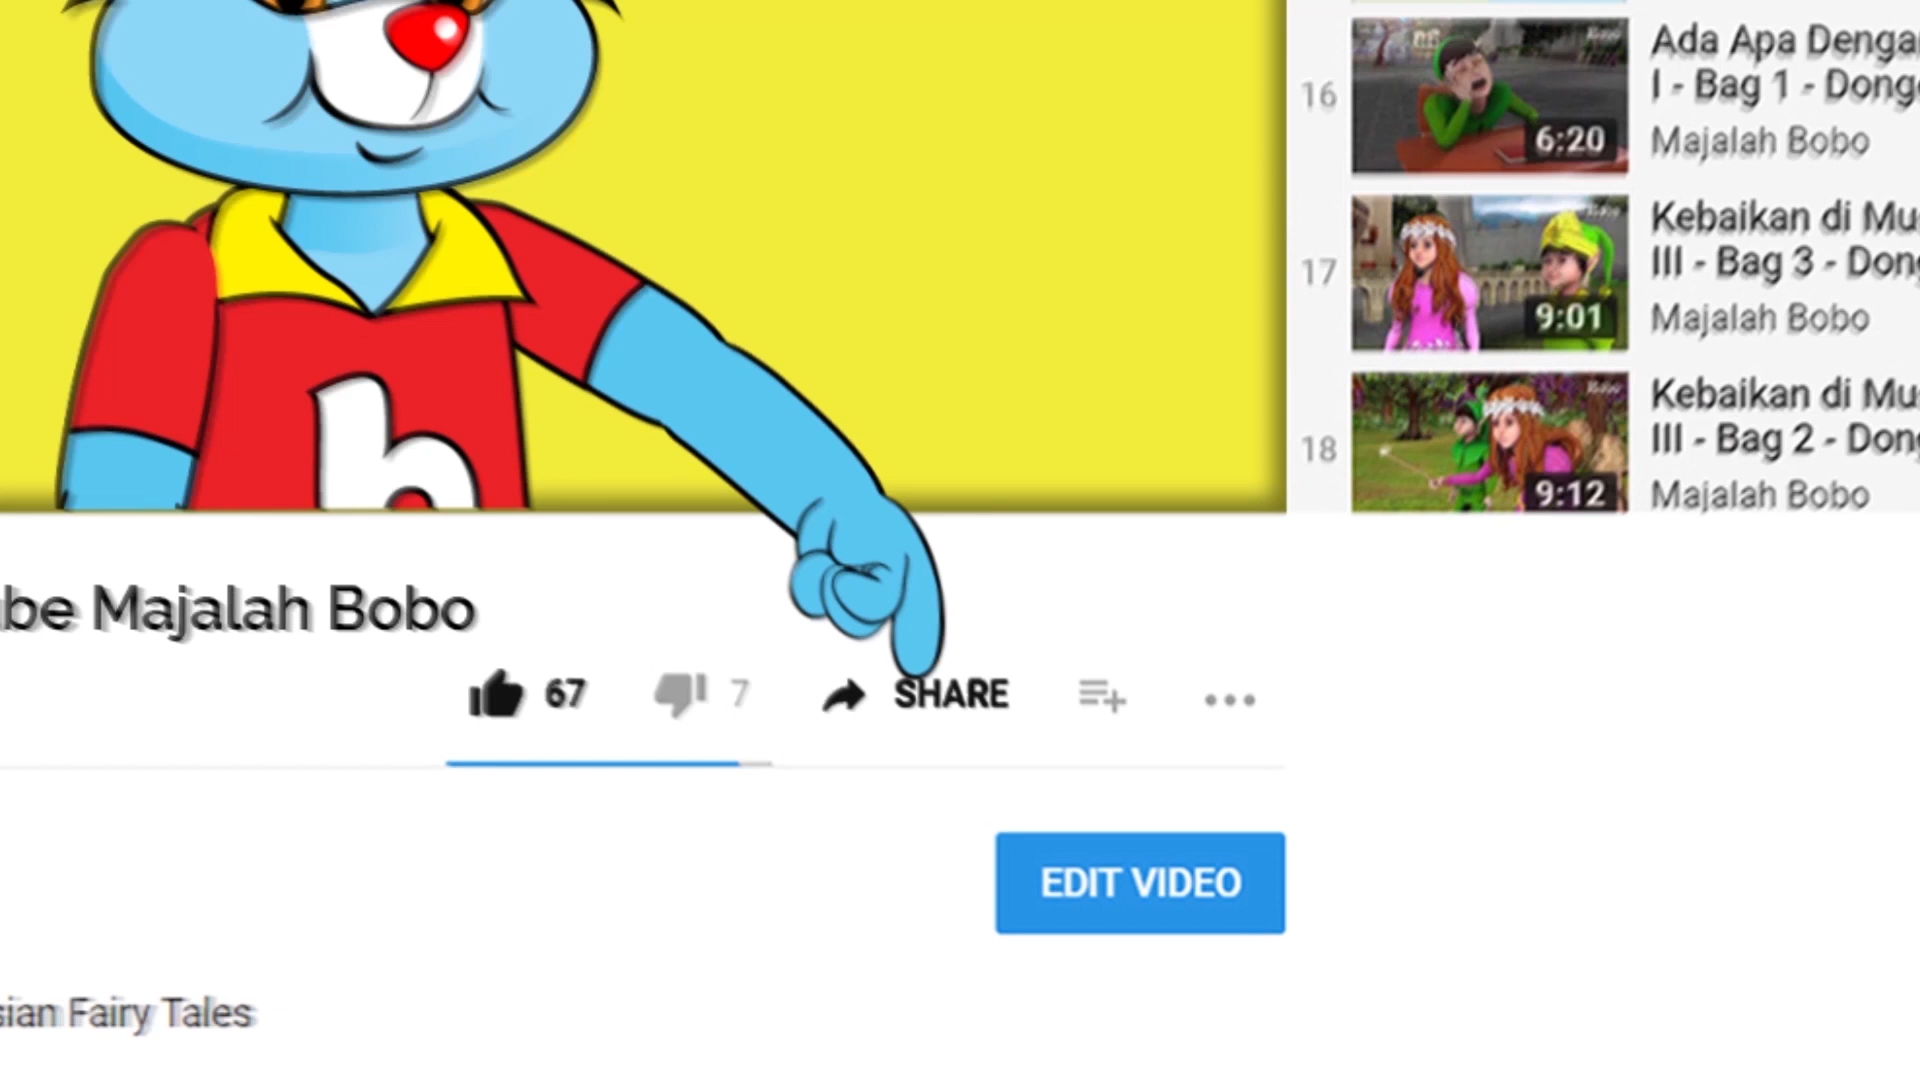 16
Ada Apa Denga
I - Bag 1 - Dong
6:20
Majalah Bobo
17
Kebaikan di Mu
III - Bag 3 - Don
9:01
Majalah Bobo
18
Kebaikan di Mu
III - Bag 2 - Don
9:12
Majalah Bobo
b
be Majalah Bobo
67
7
SHARE
EDIT VIDEO
sian Fairy Tales